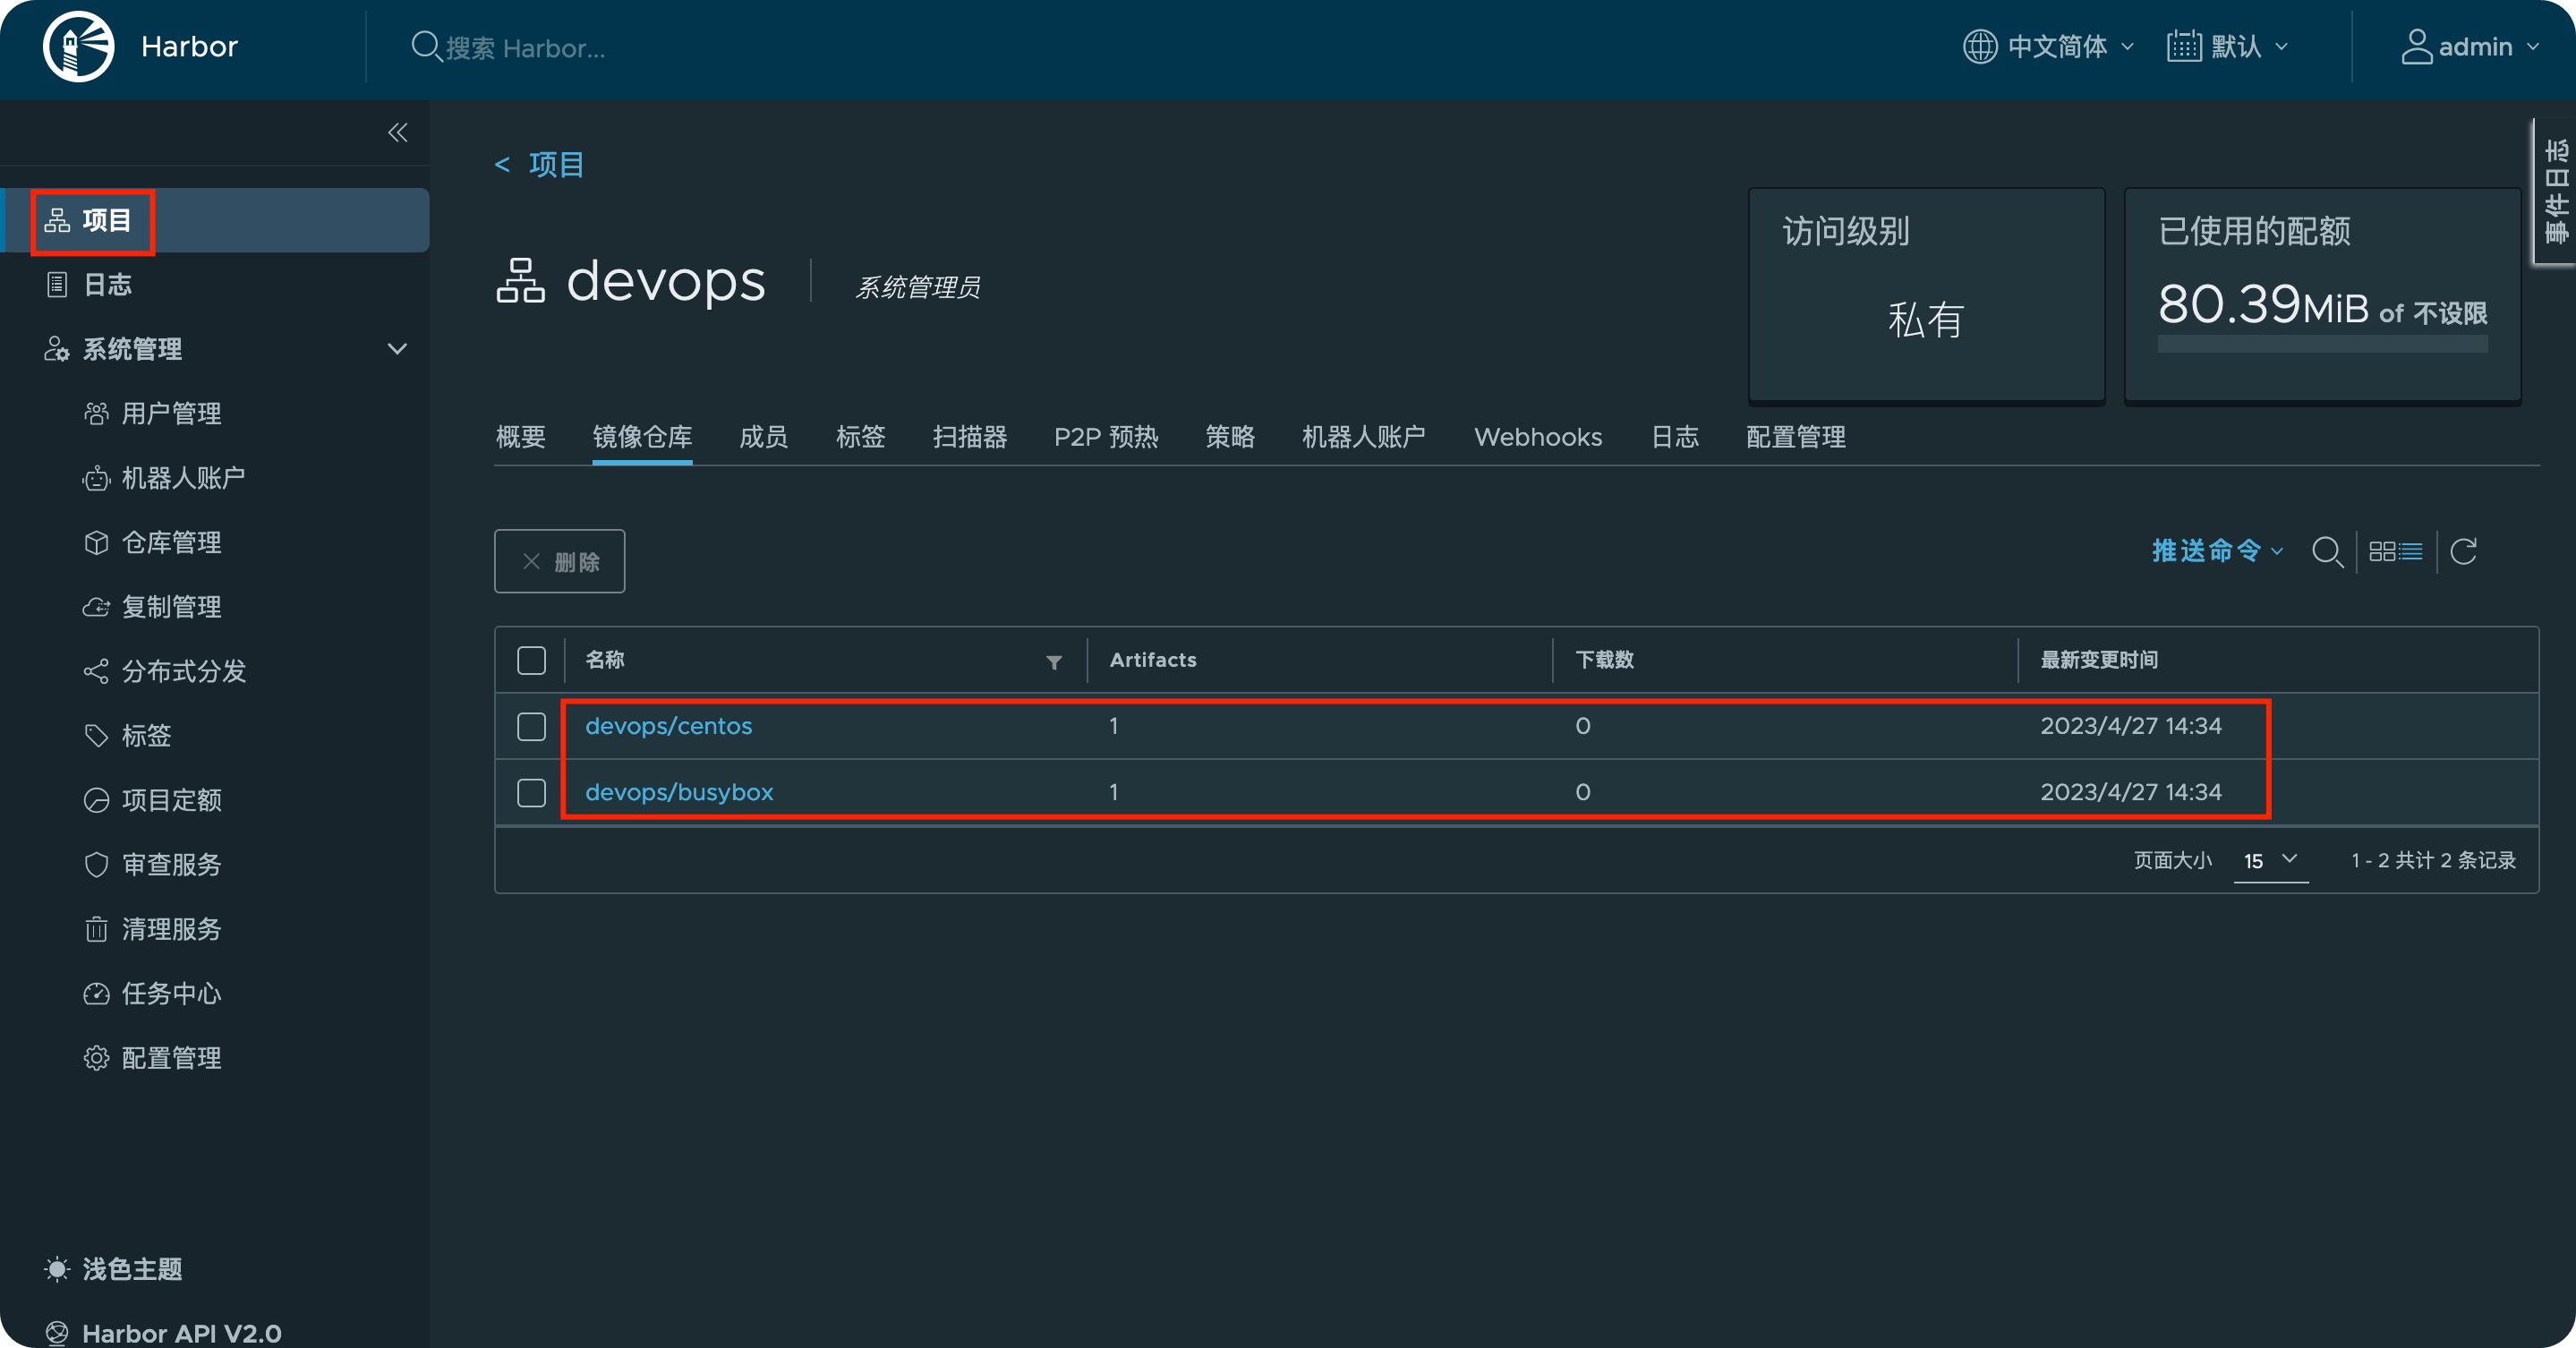 Harbor
搜索 Harbor...
中文简体
默认
admin
项目
日志
系统管理
用户管理
机器人账户
仓库管理
复制管理
分布式分发
标签
项目定额
审查服务
清理服务
任务中心
配置管理
浅色主题
Harbor API V2.0
< 项目
devops
系统管理员
访问级别
私有
已使用的配额
80.39MiB of 不设限
事件日志
概要 镜像仓库 成员 标签 扫描器 P2P 预热 策略 机器人账户 Webhooks 日志 配置管理
删除
推送命令
名称 Artifacts 下载数 最新变更时间
devops/centos 1 0 2023/4/27 14:34
devops/busybox 1 0 2023/4/27 14:34
页面大小 15 1 - 2 共计 2 条记录